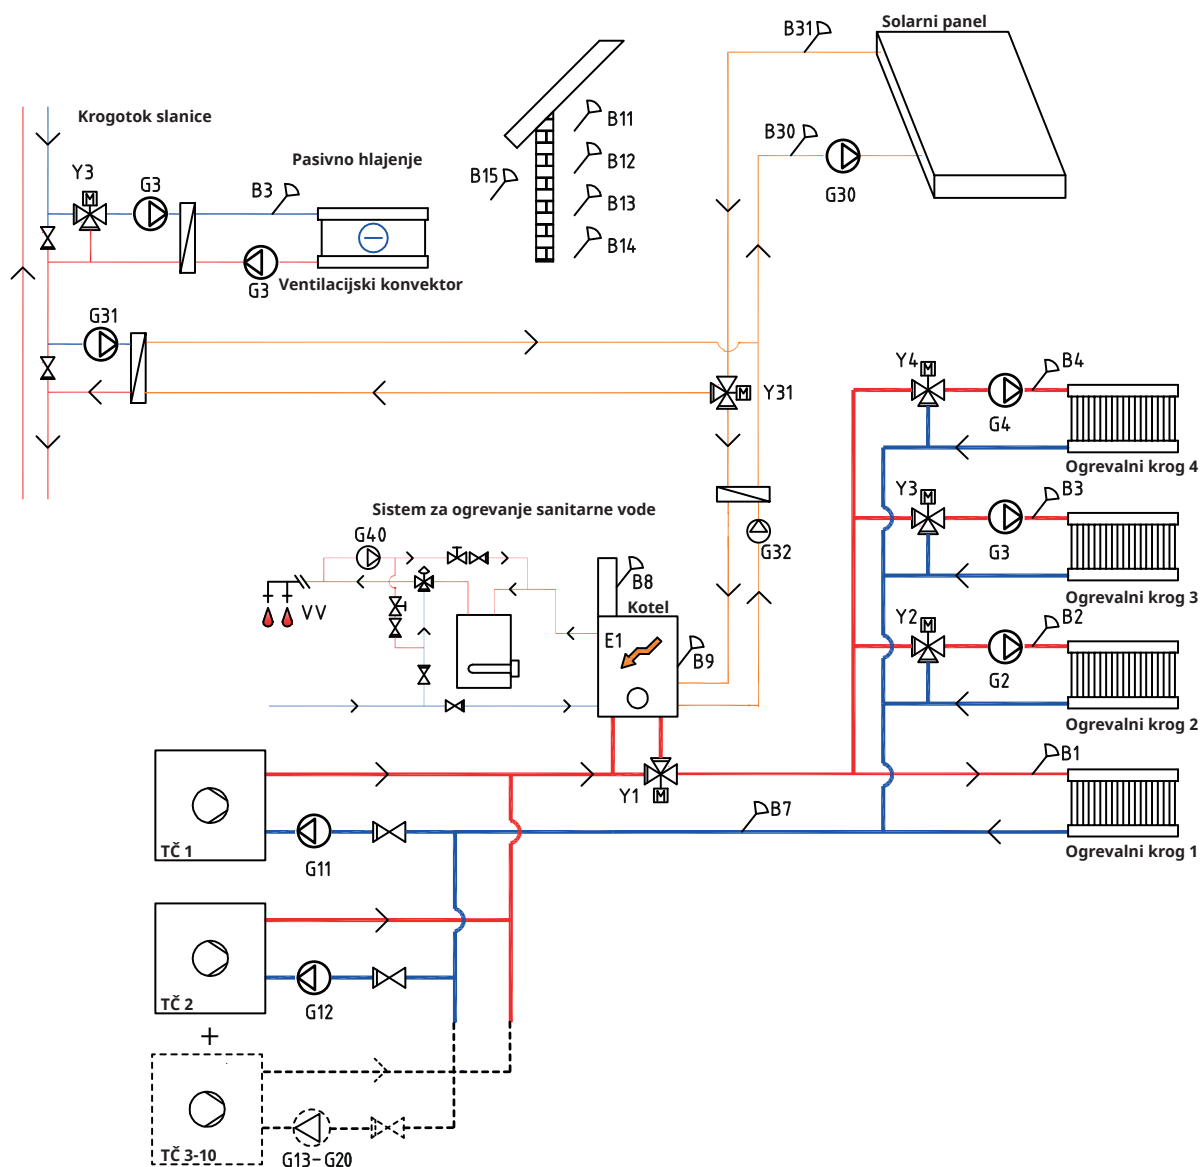 Solarni panel
B31
B30
G30
Krogotok slanice
Pasivno hlajenje
Y3
G3
B3
B11
B12
B13
B14
B15
G3
Ventilacijski konvektor
G31
Y31
Y4
B4
G4
Ogrevalni krog 4
Y3
B3
G3
Ogrevalni krog 3
Y2
B2
G2
Ogrevalni krog 2
B1
Ogrevalni krog 1
Sistem za ogrevanje sanitarne vode
G40
VV
G32
B8
Kotel
E1
B9
Y1
B7
TČ 1
G11
TČ 2
G12
+
TČ 3-10
G13-G20
M
M
M
M
M
M